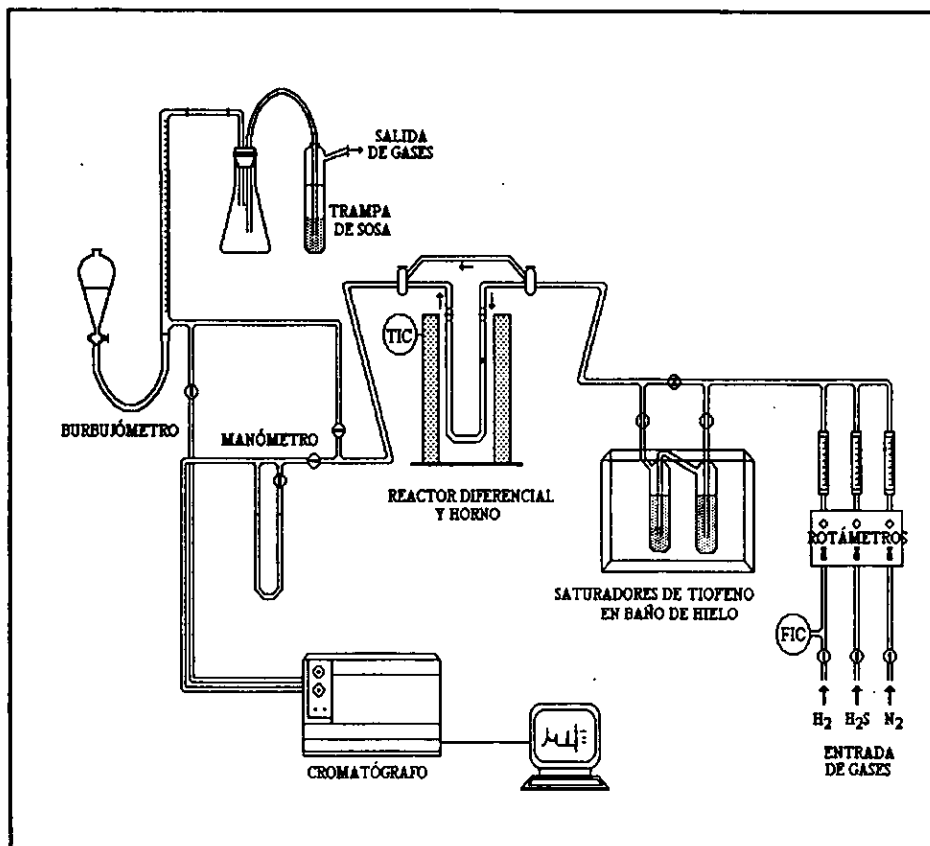 SALIDA
DE GASES
TRAMPA
DE SOSA
TIC
BURBUJÓMETRO
MANÓMETRO
REACTOR DIFERENCIAL
Y HORNO
ROTÁMETROS
SATURADORES DE TIOFENO
EN BAÑO DE HIELO
FIC
H₂ H₂S N₂
ENTRADA
DE GASES
CROMATÓGRAFO